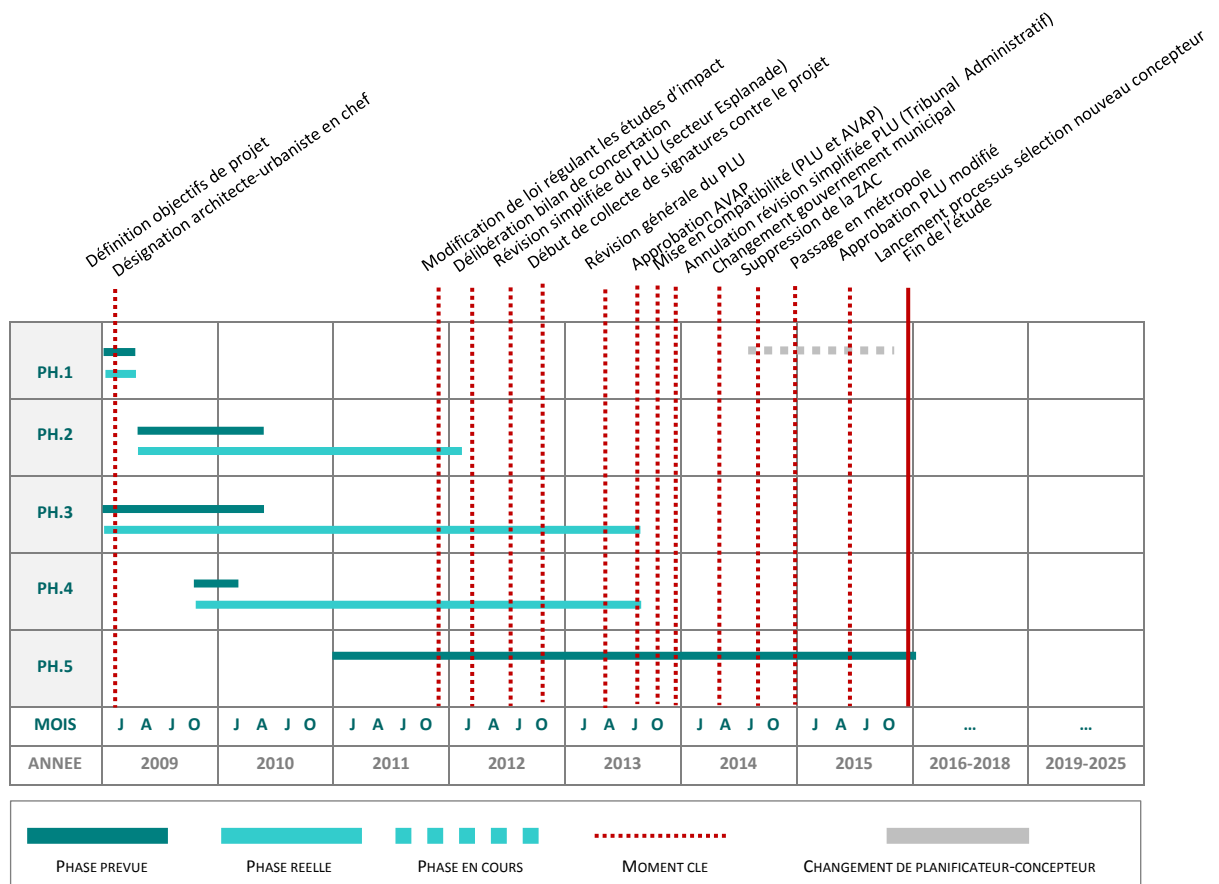 Définition objectifs de projet
Désignation architecte-urbaniste en chef
Modification de loi régulant les études d'impact
Délibération bilan de concertation
Révision simplifiée du PLU (secteur Esplanade)
Début de collecte de signatures contre le projet
Révision générale du PLU
Approbation AVAP
Mise en compatibilité (PLU et AVAP)
Annulation révision simplifiée PLU (Tribunal Administratif)
Changement gouvernement municipal
Suppression de la ZAC
Passage en métropole
Approbation PLU modifié
Lancement processus sélection nouveau concepteur
Fin de l'étude
PH.1
PH.2
PH.3
PH.4
PH.5
MOIS J A J O J A J O J A J O J A J O J A J O J A J O J A J O ... ...
ANNEE 2009 2010 2011 2012 2013 2014 2015 2016-2018 2019-2025
PHASE PREVUE PHASE REELLE PHASE EN COURS MOMENT CLE CHANGEMENT DE PLANIFICATEUR-CONCEPTEUR